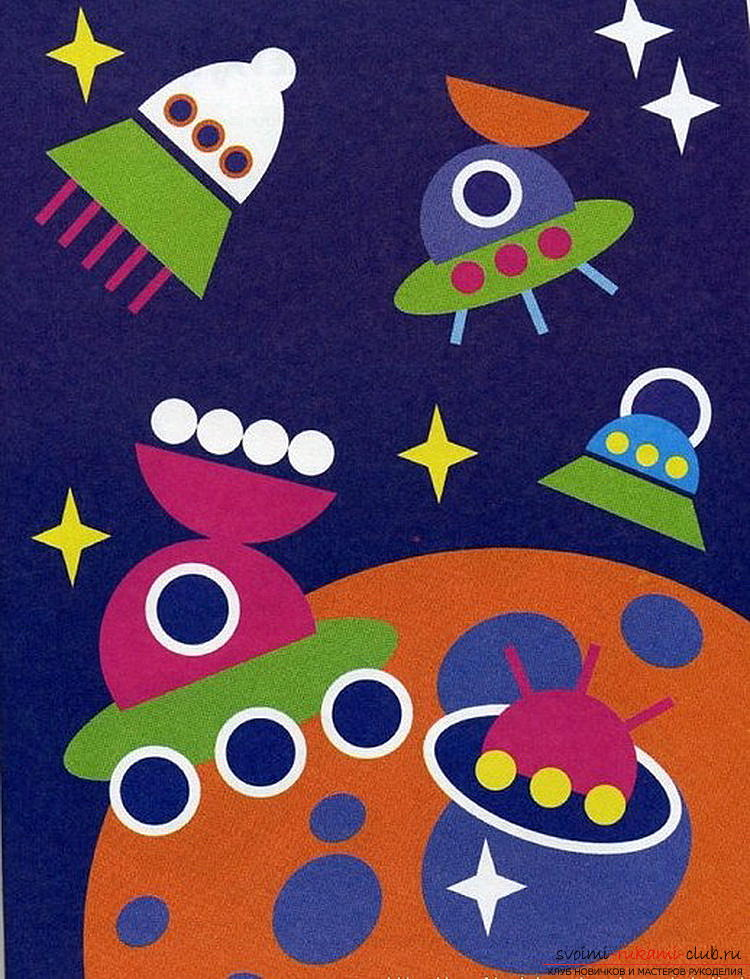 svoimi-rukami-club.ru
КЛУБ НОВИЧКОВ И МАСТЕРОВ РУКОДЕЛИЯ